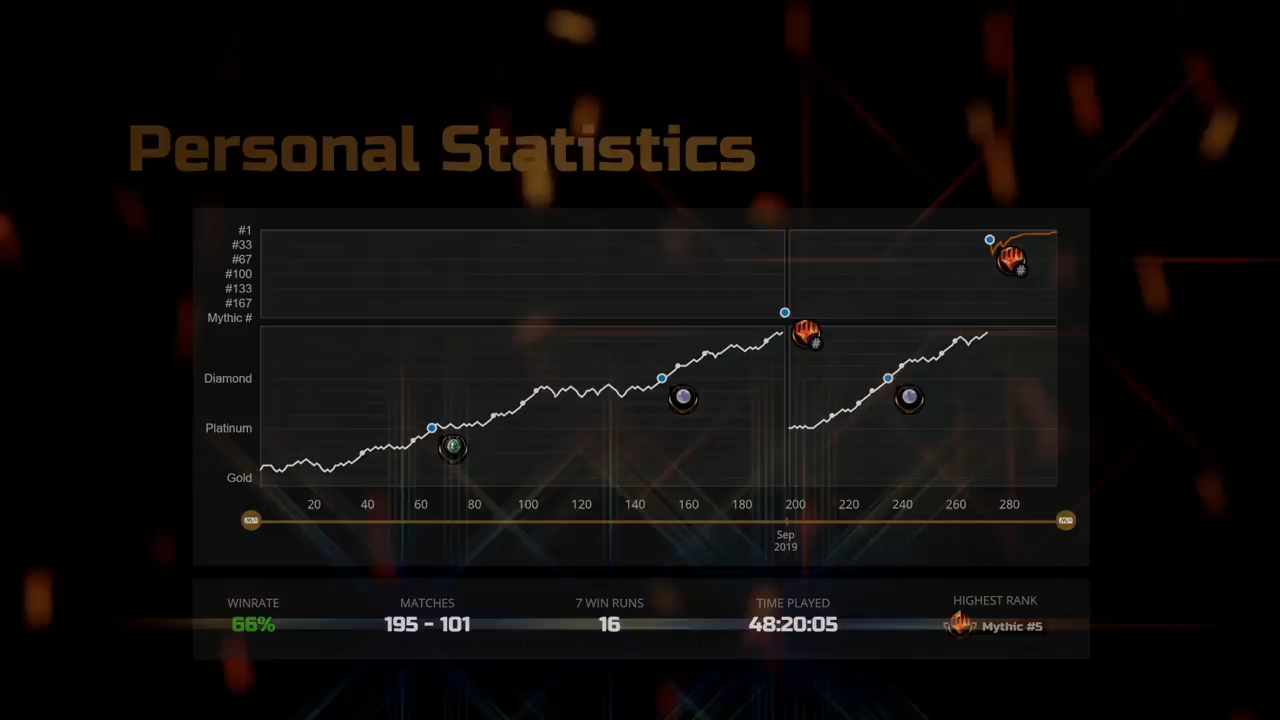 Personal Statistics
#1
#33
#67
#100
#133
#167
Mythic #
#
#
Diamond
Platinum
Gold
20 40 60 80 100 120 140 160 180 200 220 240 260 280
Sep
2019
WINRATE MATCHES 7 WIN RUNS TIME PLAYED HIGHEST RANK
66% 195 - 101 16 48:20:05 Mythic #5